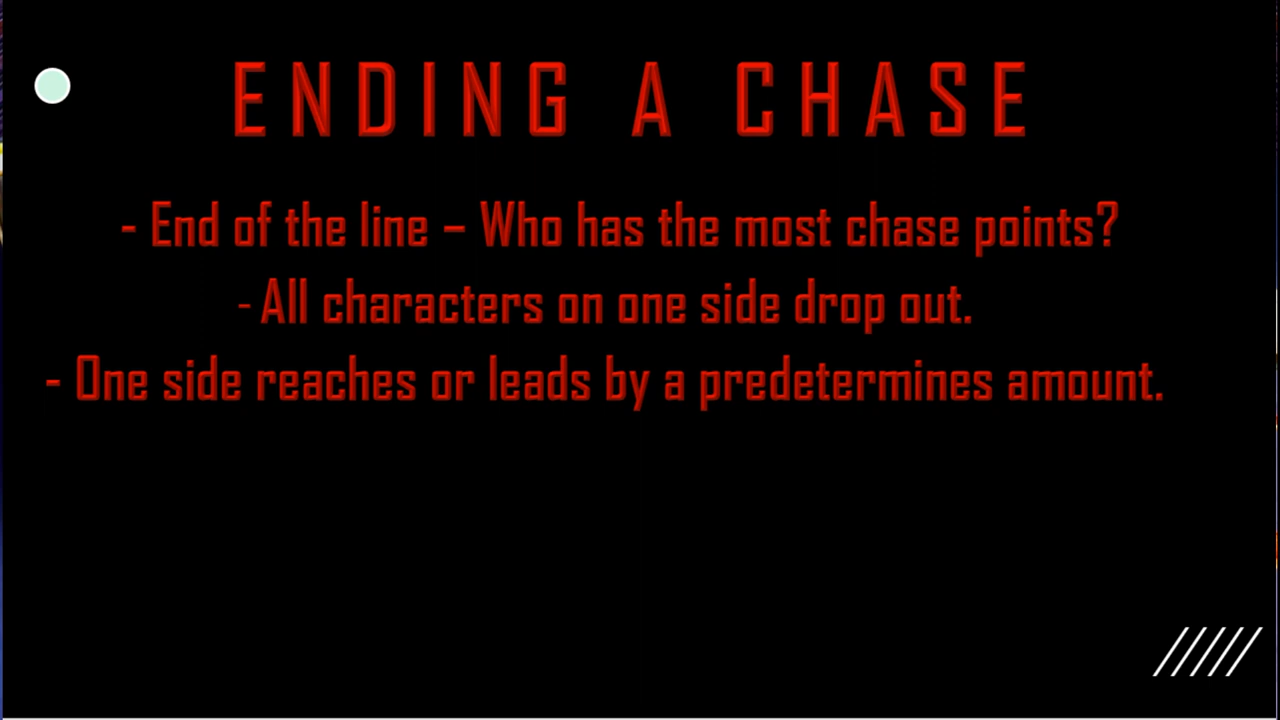 ENDING A CHASE
- End of the line – Who has the most chase points?
- All characters on one side drop out.
- One side reaches or leads by a predetermines amount.